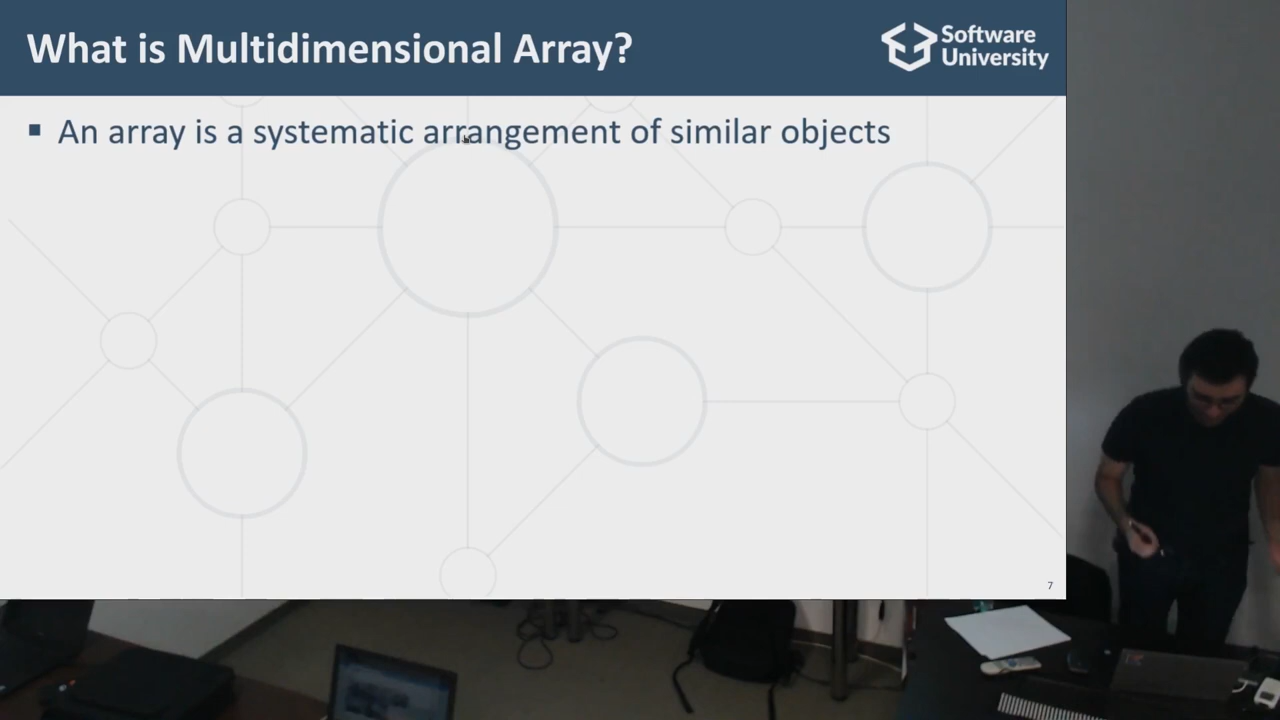 What is Multidimensional Array?
Software
University
▪ An array is a systematic arrangement of similar objects
7